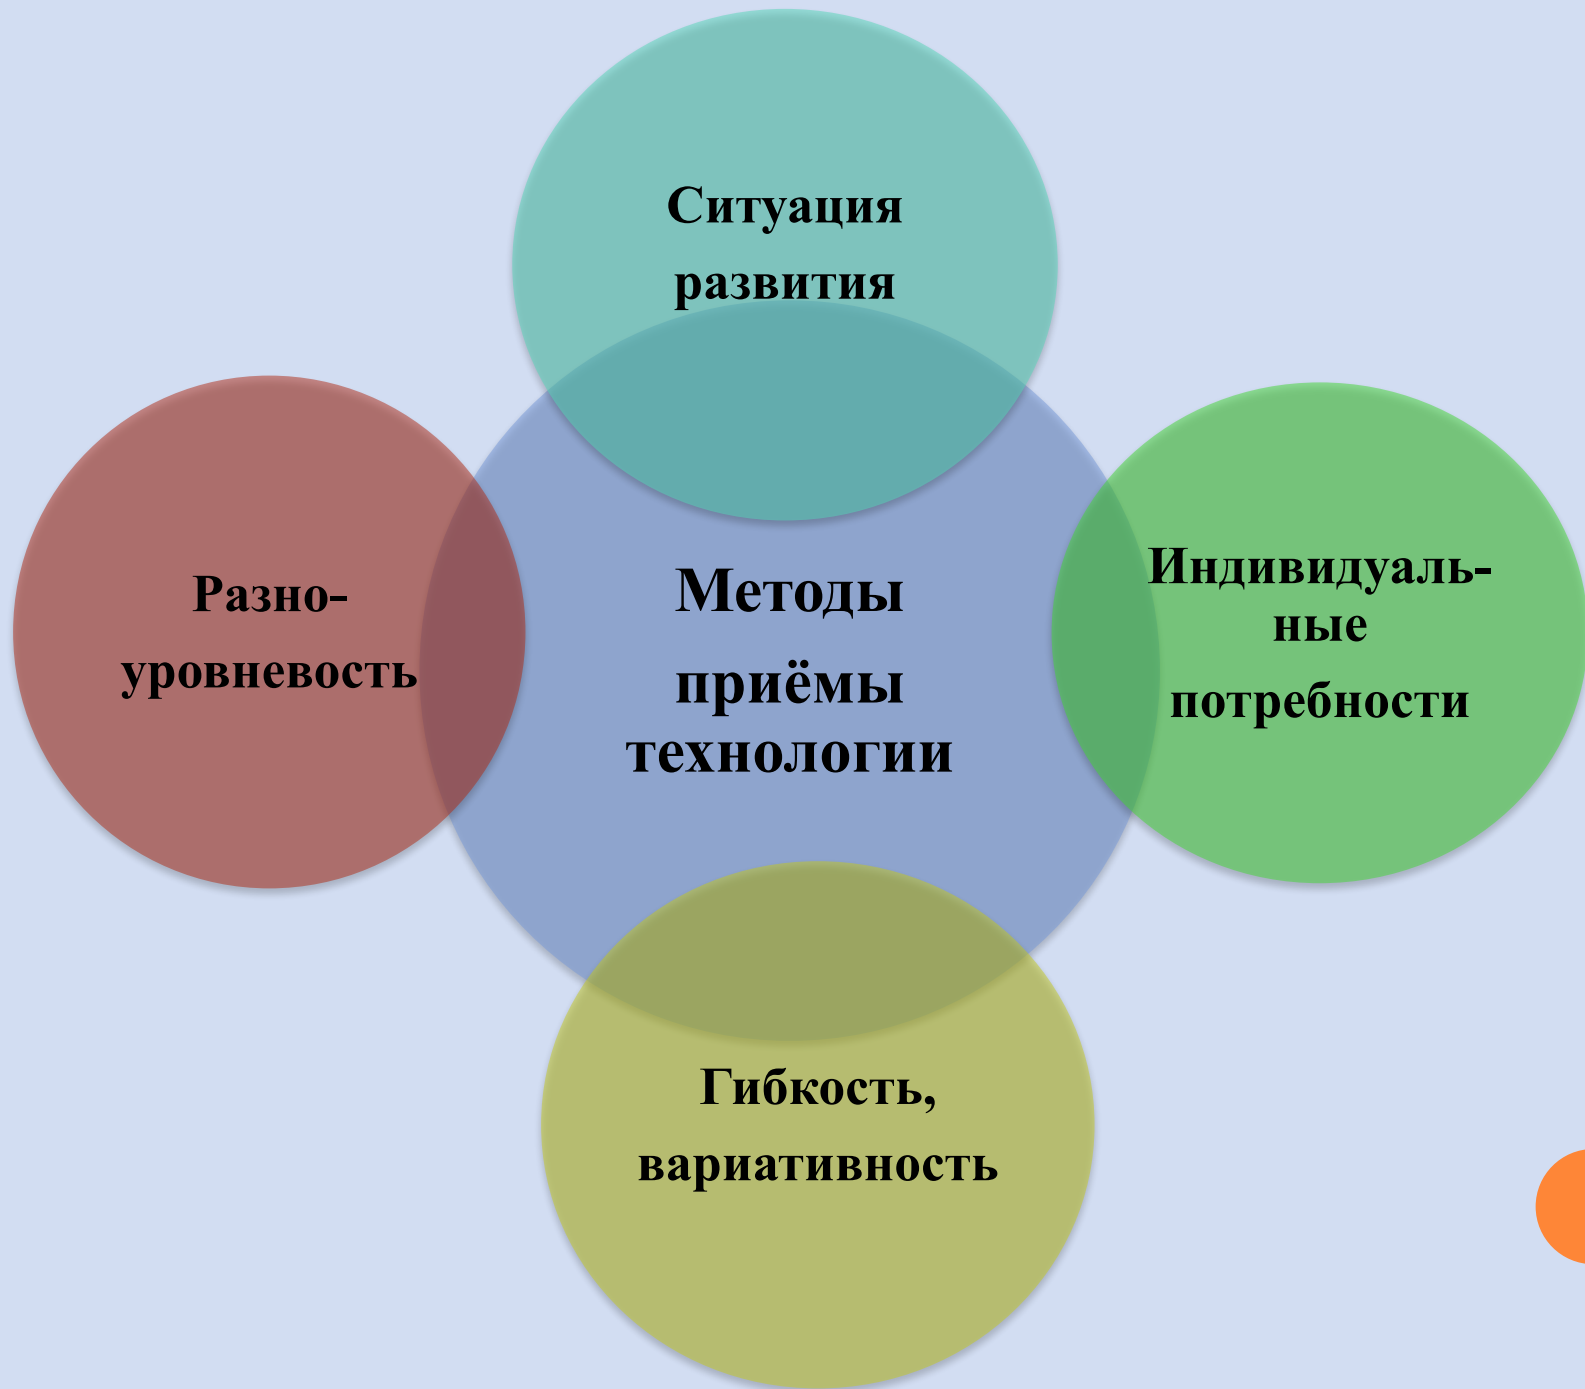 Ситуация
развития
Разно-
уровневость
Методы
приёмы
технологии
Индивидуаль-
ные
потребности
Гибкость,
вариативность